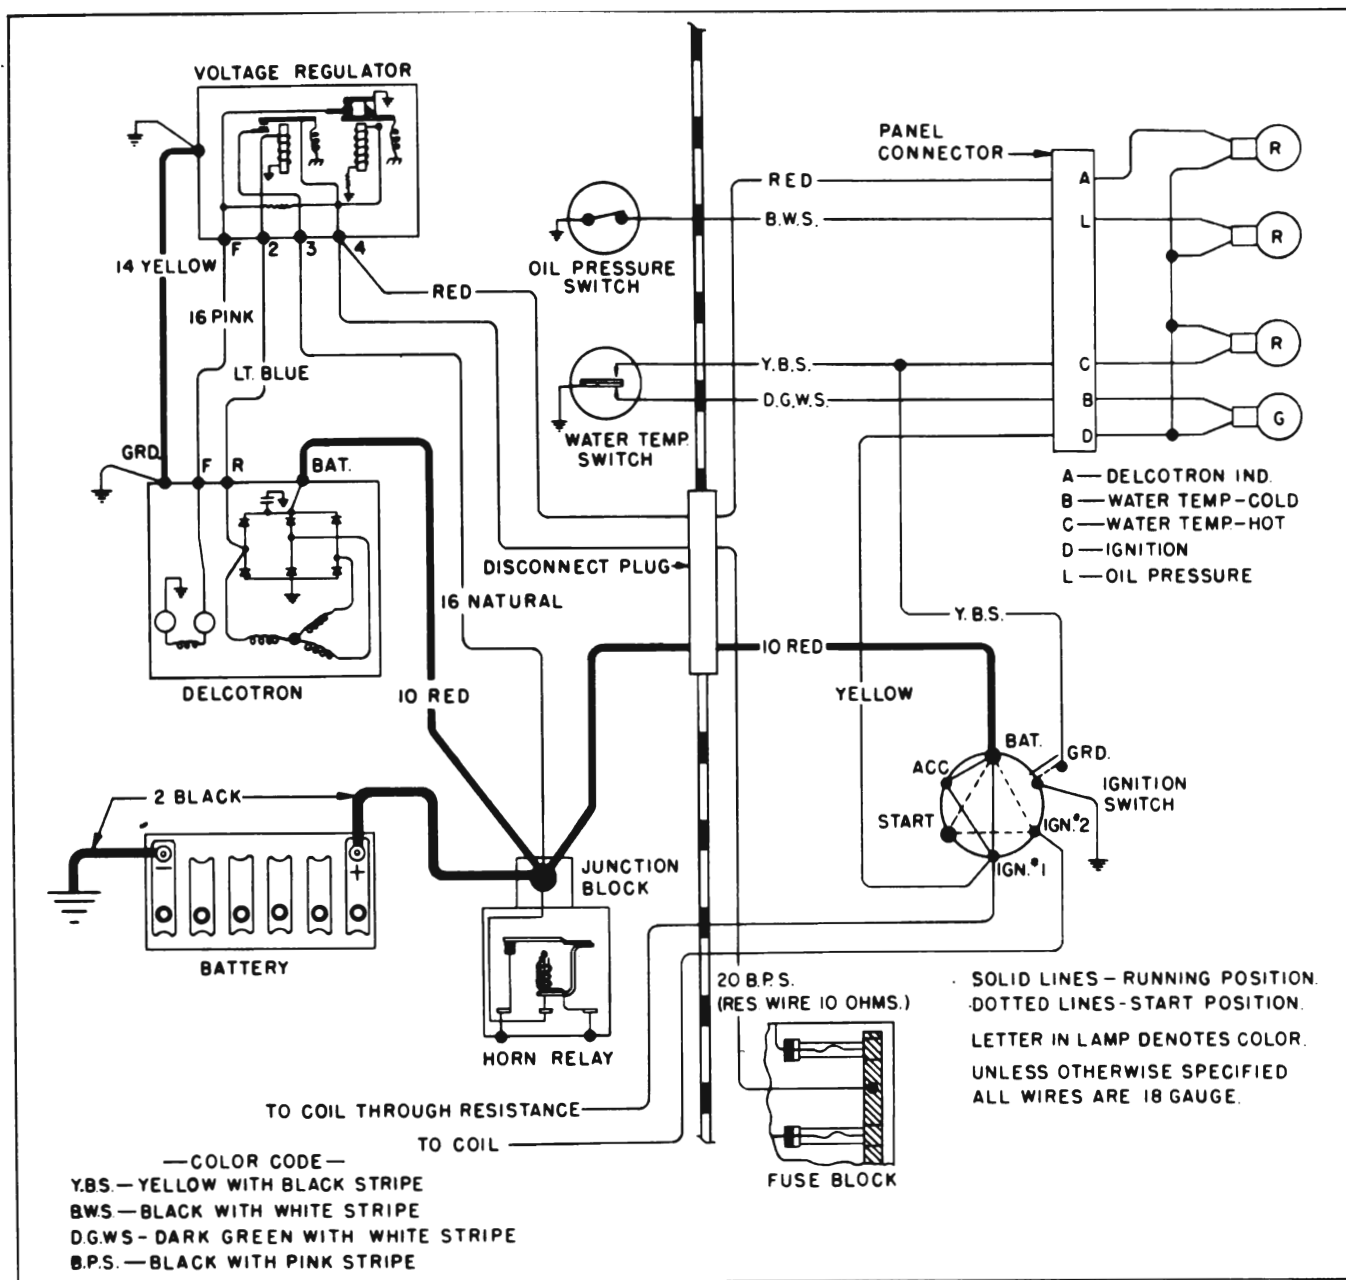 VOLTAGE REGULATOR
F
2
3
4
14 YELLOW
16 PINK
LT. BLUE
RED
GRD.
F
R
BAT.
DELCOTRON
10 RED
16 NATURAL
2 BLACK
−
+
BATTERY
JUNCTION
BLOCK
HORN RELAY
OIL PRESSURE
SWITCH
WATER TEMP.
SWITCH
DISCONNECT PLUG
RED
B.W.S.
Y.B.S.
D.G.W.S.
PANEL
CONNECTOR
A
L
C
B
D
R
R
R
G
A — DELCOTRON IND.
B — WATER TEMP-COLD
C — WATER TEMP-HOT
D — IGNITION
L — OIL PRESSURE
Y.B.S.
10 RED
YELLOW
BAT.
GRD.
ACC
IGNITION
SWITCH
START
IGN.#2
IGN.#1
20 B.P.S.
(RES. WIRE 10 OHMS.)
FUSE BLOCK
SOLID LINES – RUNNING POSITION.
DOTTED LINES-START POSITION.
LETTER IN LAMP DENOTES COLOR.
UNLESS OTHERWISE SPECIFIED
ALL WIRES ARE 18 GAUGE.
TO COIL THROUGH RESISTANCE
TO COIL
— COLOR CODE —
Y.B.S. — YELLOW WITH BLACK STRIPE
B.W.S. — BLACK WITH WHITE STRIPE
D.G.W.S – DARK GREEN WITH WHITE STRIPE
B.P.S. — BLACK WITH PINK STRIPE